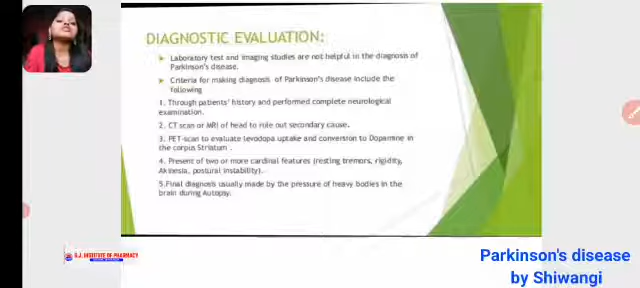 DIAGNOSTIC EVALUATION:
Laboratory test and imaging studies are not helpful in the diagnosis of
Parkinson's disease.
Criteria for making diagnosis of Parkinson's disease include the
following
1. Through patients' history and performed complete neurological
examination.
2. CT scan or MRI of head to rule out secondary cause.
3. PET-scan to evaluate levodopa uptake and conversion to Dopamine in
the corpus Striatum .
4. Present of two or more cardinal features (resting tremors, rigidity,
Akinesia, postural instability).
5.Final diagnosis usually made by the pressure of heavy bodies in the
brain during Autopsy.
INSTITUTE OF PHARMACY
Parkinson's disease
by Shiwangi